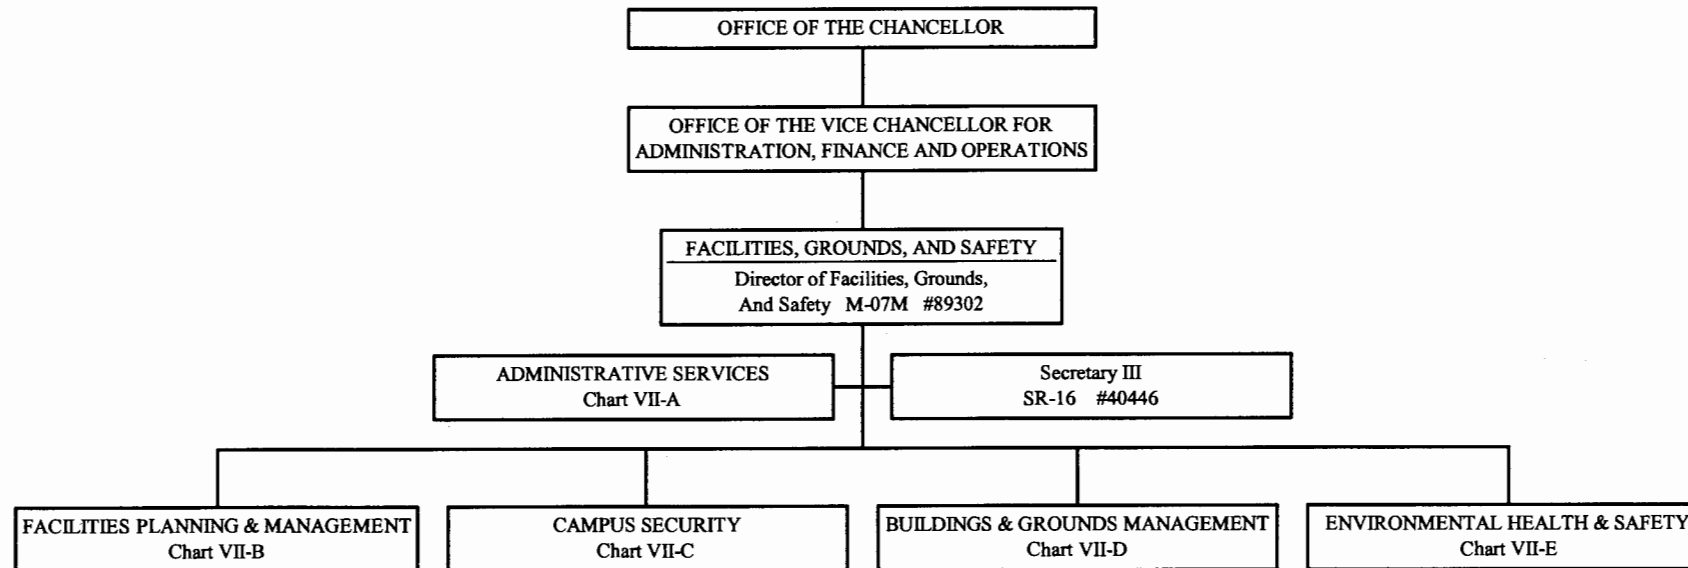 OFFICE OF THE CHANCELLOR
OFFICE OF THE VICE CHANCELLOR FOR
ADMINISTRATION, FINANCE AND OPERATIONS
FACILITIES, GROUNDS, AND SAFETY
Director of Facilities, Grounds,
And Safety M-07M #89302
ADMINISTRATIVE SERVICES
Chart VII-A
Secretary III
SR-16 #40446
FACILITIES PLANNING & MANAGEMENT
Chart VII-B
CAMPUS SECURITY
Chart VII-C
BUILDINGS & GROUNDS MANAGEMENT
Chart VII-D
ENVIRONMENTAL HEALTH & SAFETY
Chart VII-E